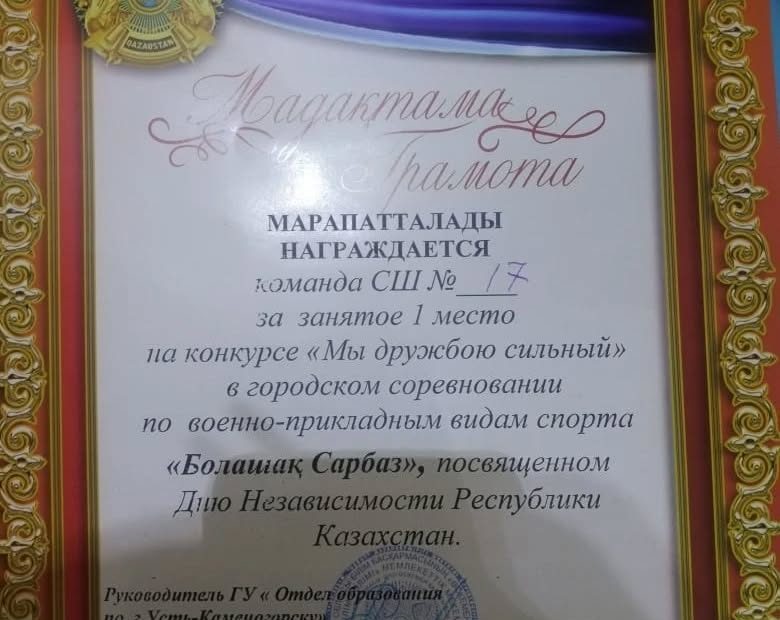 QAZAQSTAN
Мадақтама
Грамота
МАРАПАТТАЛАДЫ
НАГРАЖДАЕТСЯ
команда СШ № 17
за занятое 1 место
на конкурсе «Мы дружбою сильный»
в городском соревновании
по военно-прикладным видам спорта
«Болашақ Сарбаз», посвященном
Дню Независимости Республики
Казахстан.
Руководитель ГУ « Отдел образования
по г.Усть-Каменогорску»